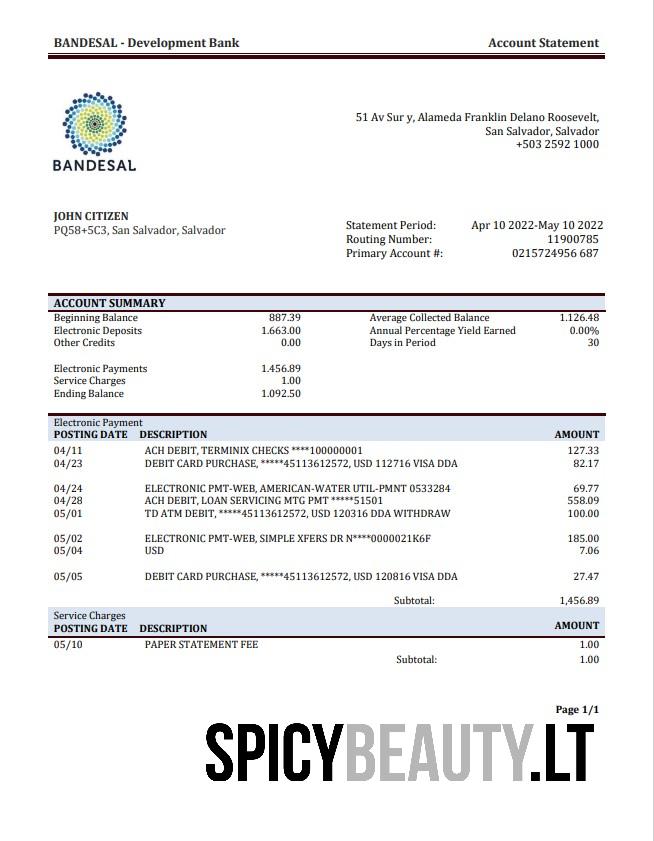 BANDESAL - Development Bank Account Statement
BANDESAL
51 Av Sur y, Alameda Franklin Delano Roosevelt,
San Salvador, Salvador
+503 2592 1000
JOHN CITIZEN
PQ58+5C3, San Salvador, Salvador
Statement Period: Apr 10 2022-May 10 2022
Routing Number: 11900785
Primary Account #: 0215724956 687
ACCOUNT SUMMARY
Beginning Balance 887.39 Average Collected Balance 1.126.48
Electronic Deposits 1.663.00 Annual Percentage Yield Earned 0.00%
Other Credits 0.00 Days in Period 30
Electronic Payments 1.456.89
Service Charges 1.00
Ending Balance 1.092.50
Electronic Payment
POSTING DATE DESCRIPTION AMOUNT
04/11 ACH DEBIT, TERMINIX CHECKS ****100000001 127.33
04/23 DEBIT CARD PURCHASE, *****45113612572, USD 112716 VISA DDA 82.17
04/24 ELECTRONIC PMT-WEB, AMERICAN-WATER UTIL-PMNT 0533284 69.77
04/28 ACH DEBIT, LOAN SERVICING MTG PMT *****51501 558.09
05/01 TD ATM DEBIT, *****45113612572, USD 120316 DDA WITHDRAW 100.00
05/02 ELECTRONIC PMT-WEB, SIMPLE XFERS DR N****0000021K6F 185.00
05/04 USD 7.06
05/05 DEBIT CARD PURCHASE, *****45113612572, USD 120816 VISA DDA 27.47
Subtotal: 1,456.89
Service Charges
POSTING DATE DESCRIPTION AMOUNT
05/10 PAPER STATEMENT FEE 1.00
Subtotal: 1.00
Page 1/1
SPICYBEAUTY.LT